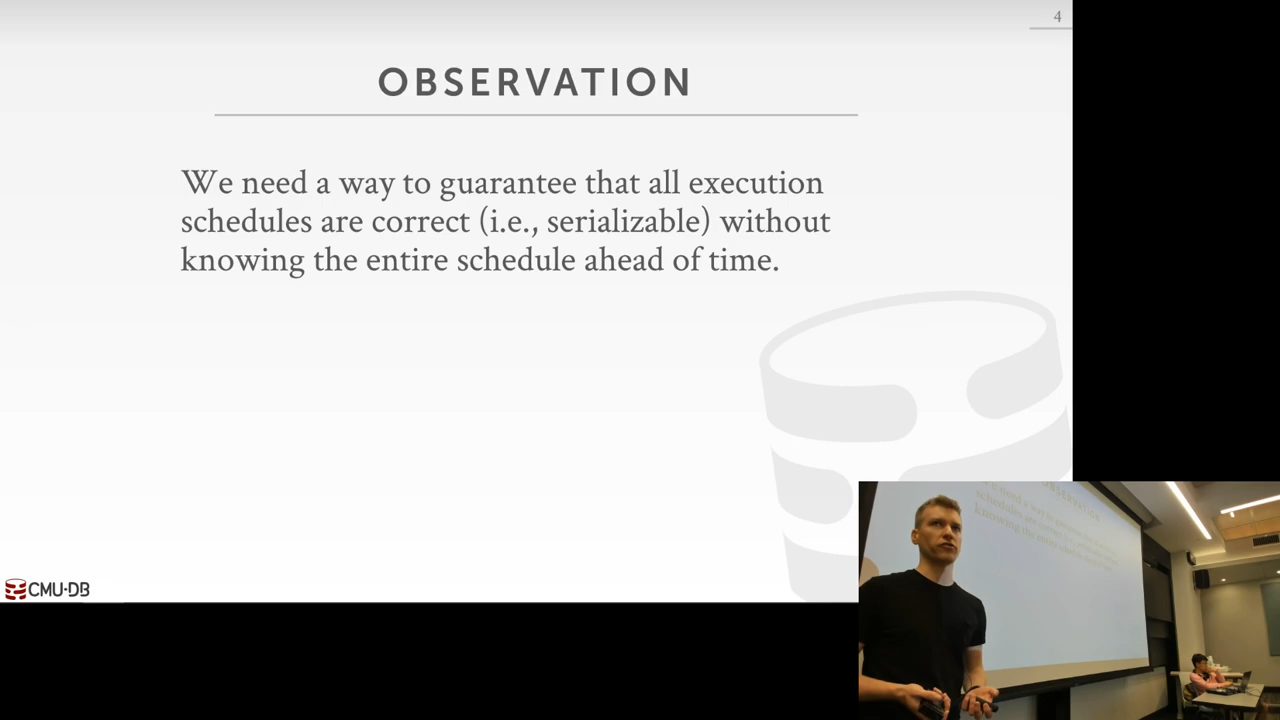 4
OBSERVATION
We need a way to guarantee that all execution
schedules are correct (i.e., serializable) without
knowing the entire schedule ahead of time.
CMU·DB